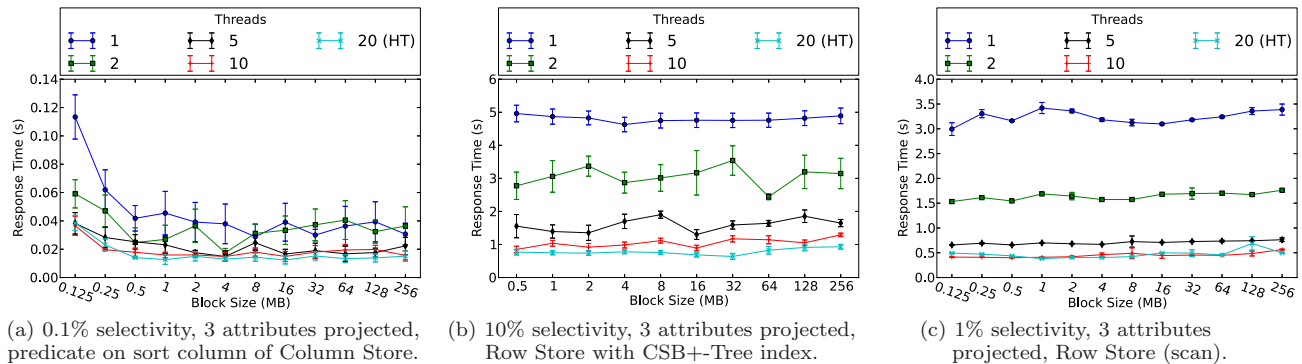 Threads
1 5 20 (HT)
2 10
0.14
0.12
0.10
0.08
0.06
0.04
0.02
0.00
Response Time (s)
0.125 0.25 0.5 1 2 4 8 16 32 64 128 256
Block Size (MB)
(a) 0.1% selectivity, 3 attributes projected,
predicate on sort column of Column Store.
Threads
1 5 20 (HT)
2 10
6
5
4
3
2
1
0
Response Time (s)
0.5 1 2 4 8 16 32 64 128 256
Block Size (MB)
(b) 10% selectivity, 3 attributes projected,
Row Store with CSB+-Tree index.
Threads
1 5 20 (HT)
2 10
4.0
3.5
3.0
2.5
2.0
1.5
1.0
0.5
0.0
Response Time (s)
0.125 0.25 0.5 1 2 4 8 16 32 64 128 256
Block Size (MB)
(c) 1% selectivity, 3 attributes
projected, Row Store (scan).